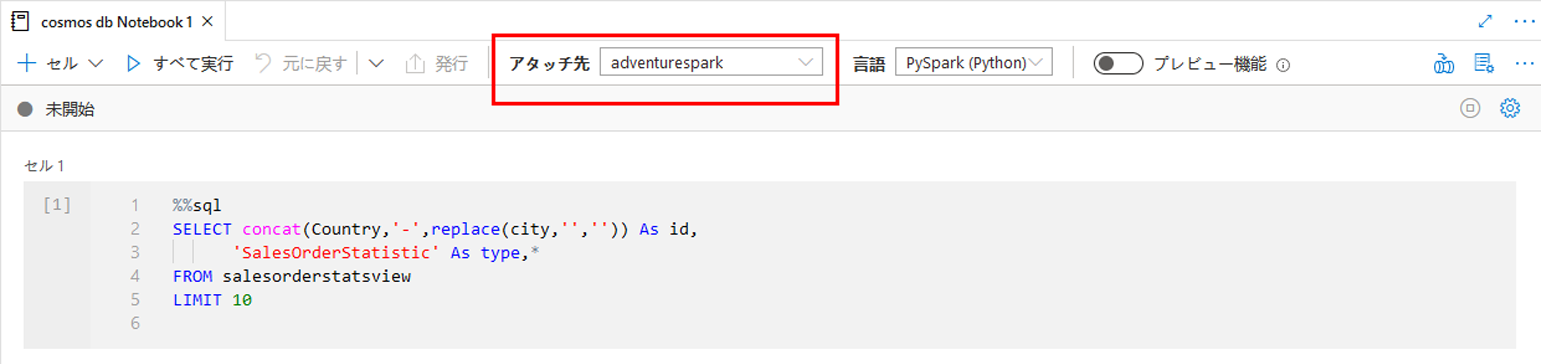 cosmos db Notebook 1
セル すべて実行 元に戻す 発行 アタッチ先 adventurespark 言語 PySpark (Python) プレビュー機能
未開始
セル 1
[1]
1 %%sql
2 SELECT concat(Country,'-',replace(city,'','')) As id,
3 'SalesOrderStatistic' As type,*
4 FROM salesorderstatsview
5 LIMIT 10
6